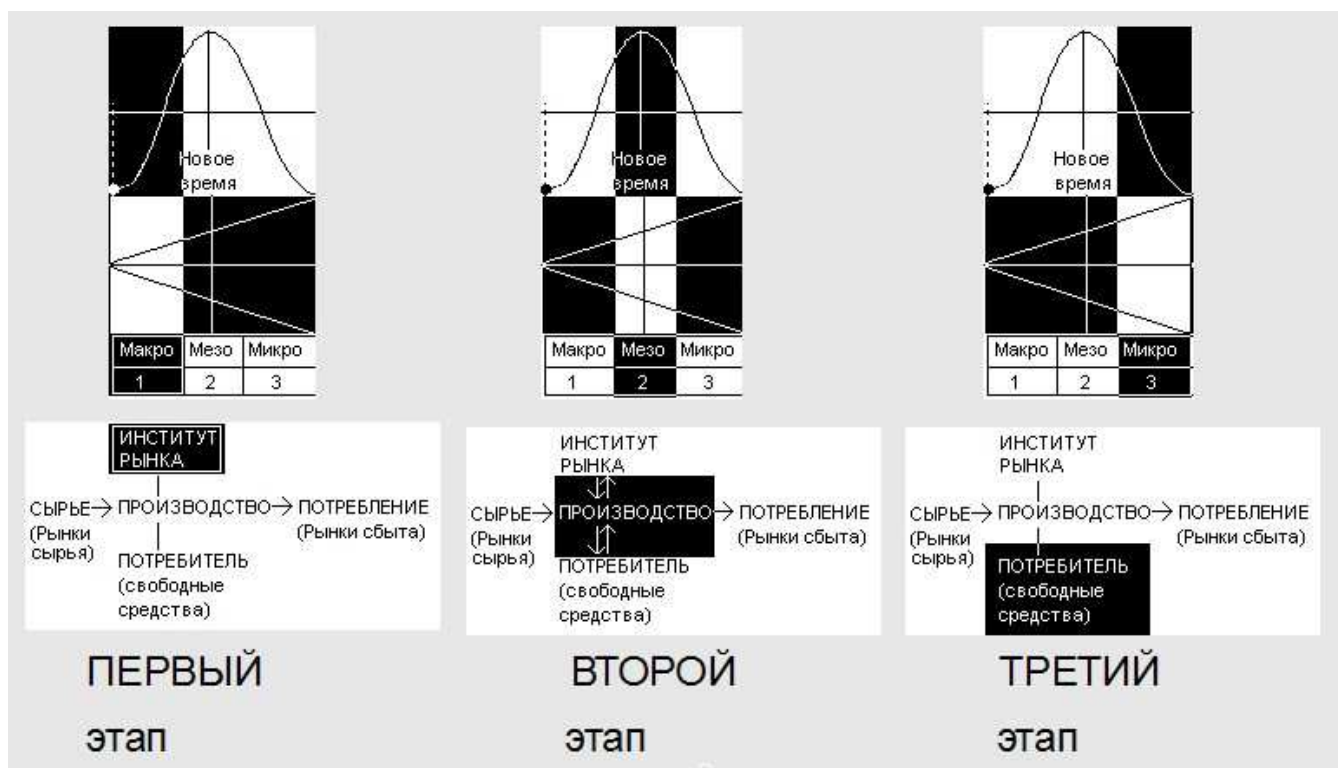 Новое
время
Макро Мезо Микро
1 2 3
ИНСТИТУТ
РЫНКА
СЫРЬЕ → ПРОИЗВОДСТВО → ПОТРЕБЛЕНИЕ
(Рынки
сырья)
(Рынки сбыта)
ПОТРЕБИТЕЛЬ
(свободные
средства)
ПЕРВЫЙ
этап
Новое
время
Макро Мезо Микро
1 2 3
ИНСТИТУТ
РЫНКА
СЫРЬЕ → ПРОИЗВОДСТВО → ПОТРЕБЛЕНИЕ
(Рынки
сырья)
(Рынки сбыта)
ПОТРЕБИТЕЛЬ
(свободные
средства)
ВТОРОЙ
этап
Новое
время
Макро Мезо Микро
1 2 3
ИНСТИТУТ
РЫНКА
СЫРЬЕ → ПРОИЗВОДСТВО → ПОТРЕБЛЕНИЕ
(Рынки
сырья)
(Рынки сбыта)
ПОТРЕБИТЕЛЬ
(свободные
средства)
ТРЕТИЙ
этап